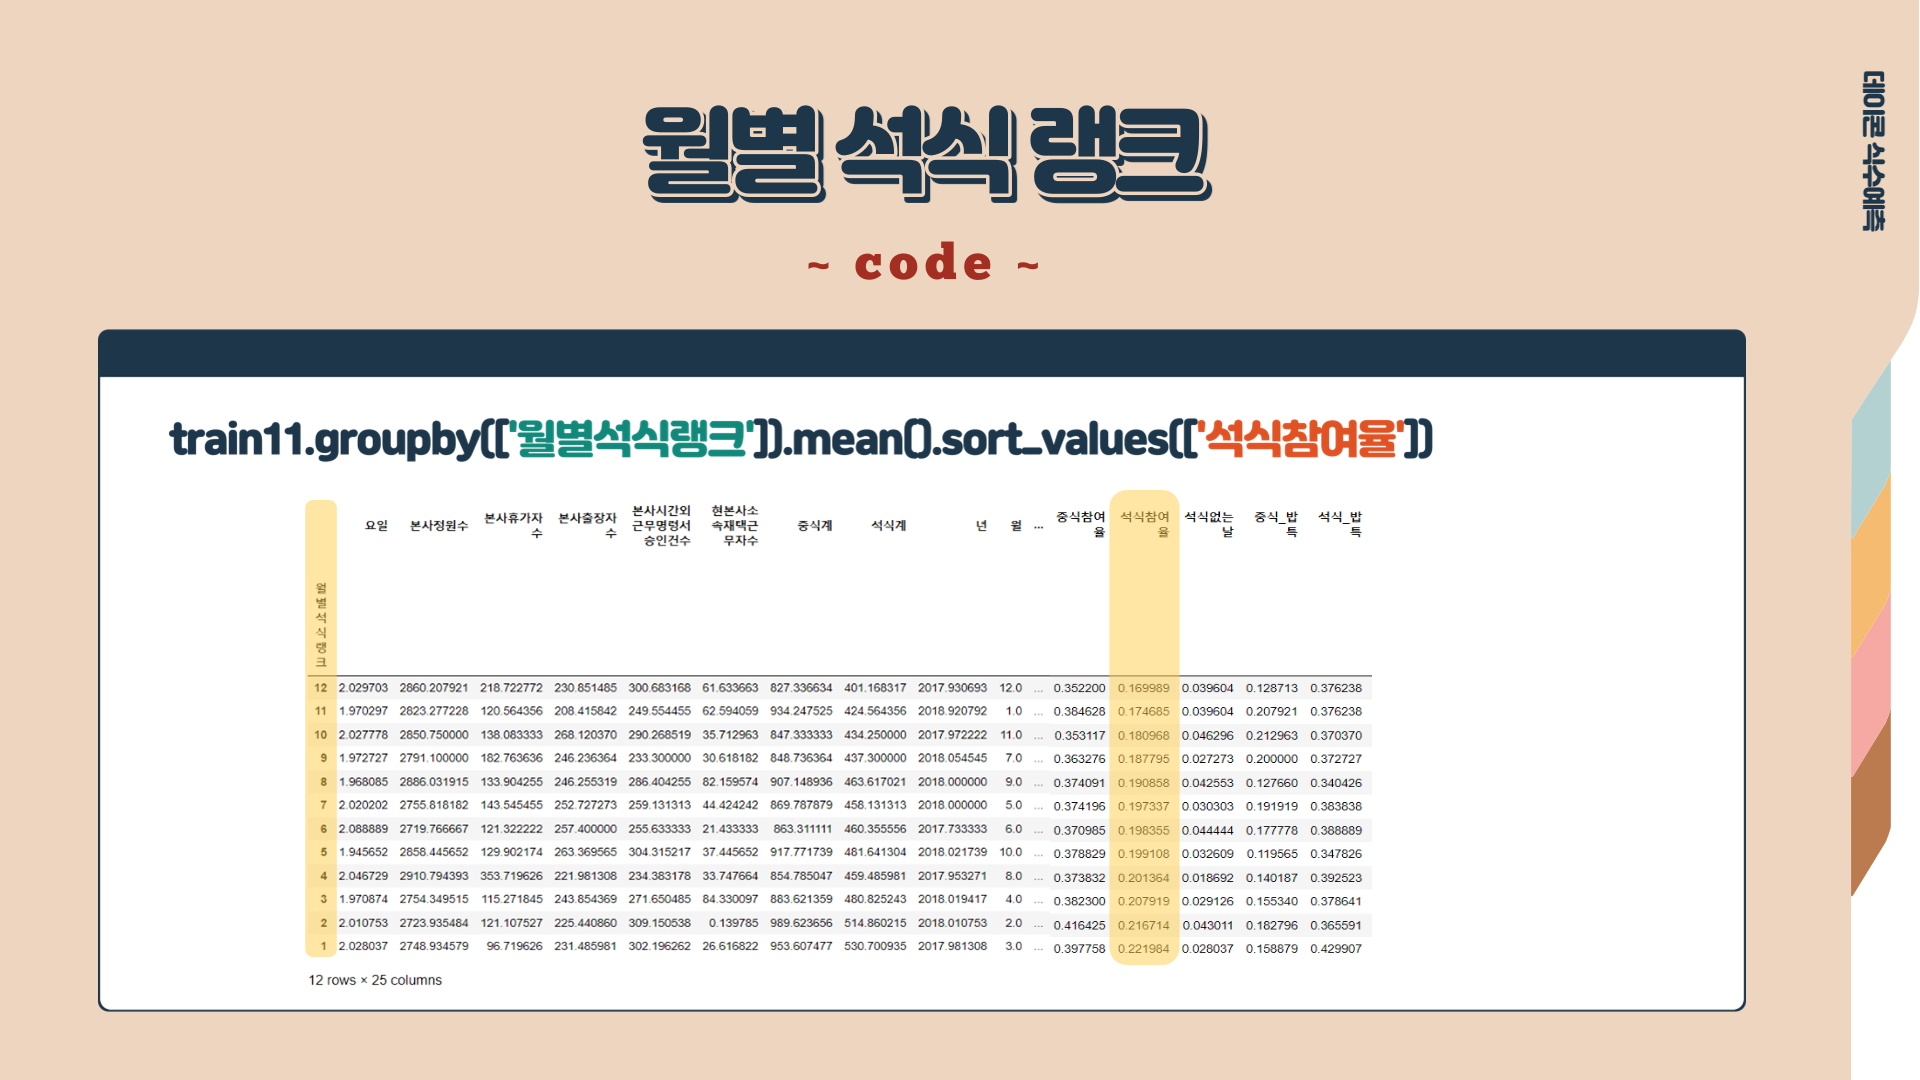 월별 석식 랭크
~ code ~
데이콘 식수예측
train11.groupby(['월별석식랭크']).mean().sort_values(['석식참여율'])
요일 본사정원수 본사휴가자수 본사출장자수 본사시간외근무명령서승인건수 현본사소속재택근무자수 중식계 석식계 년 월 ... 중식참여율 석식참여율 석식없는날 중식_밥특 석식_밥특
월별석식랭크
12 2.029703 2860.207921 218.722772 230.851485 300.683168 61.633663 827.336634 401.168317 2017.930693 12.0 ... 0.352200 0.169989 0.039604 0.128713 0.376238
11 1.970297 2823.277228 120.564356 208.415842 249.554455 62.594059 934.247525 424.564356 2018.920792 1.0 ... 0.384628 0.174685 0.039604 0.207921 0.376238
10 2.027778 2850.750000 138.083333 268.120370 290.268519 35.712963 847.333333 434.250000 2017.972222 11.0 ... 0.353117 0.180968 0.046296 0.212963 0.370370
9 1.972727 2791.100000 182.763636 246.236364 233.300000 30.618182 848.736364 437.300000 2018.054545 7.0 ... 0.363276 0.187795 0.027273 0.200000 0.372727
8 1.968085 2886.031915 133.904255 246.255319 286.404255 82.159574 907.148936 463.617021 2018.000000 9.0 ... 0.374091 0.190858 0.042553 0.127660 0.340426
7 2.020202 2755.818182 143.545455 252.727273 259.131313 44.424242 869.787879 458.131313 2018.000000 5.0 ... 0.374196 0.197337 0.030303 0.191919 0.383838
6 2.088889 2719.766667 121.322222 257.400000 255.633333 21.433333 863.311111 460.355556 2017.733333 6.0 ... 0.370985 0.198355 0.044444 0.177778 0.388889
5 1.945652 2858.445652 129.902174 263.369565 304.315217 37.445652 917.771739 481.641304 2018.021739 10.0 ... 0.378829 0.199108 0.032609 0.119565 0.347826
4 2.046729 2910.794393 353.719626 221.981308 234.383178 33.747664 854.785047 459.485981 2017.953271 8.0 ... 0.373832 0.201364 0.018692 0.140187 0.392523
3 1.970874 2754.349515 115.271845 243.854369 271.650485 84.330097 883.621359 480.825243 2018.019417 4.0 ... 0.382300 0.207919 0.029126 0.155340 0.378641
2 2.010753 2723.935484 121.107527 225.440860 309.150538 0.139785 989.623656 514.860215 2018.010753 2.0 ... 0.416425 0.216714 0.043011 0.182796 0.365591
1 2.028037 2748.934579 96.719626 231.485981 302.196262 26.616822 953.607477 530.700935 2017.981308 3.0 ... 0.397758 0.221984 0.028037 0.158879 0.429907
12 rows × 25 columns